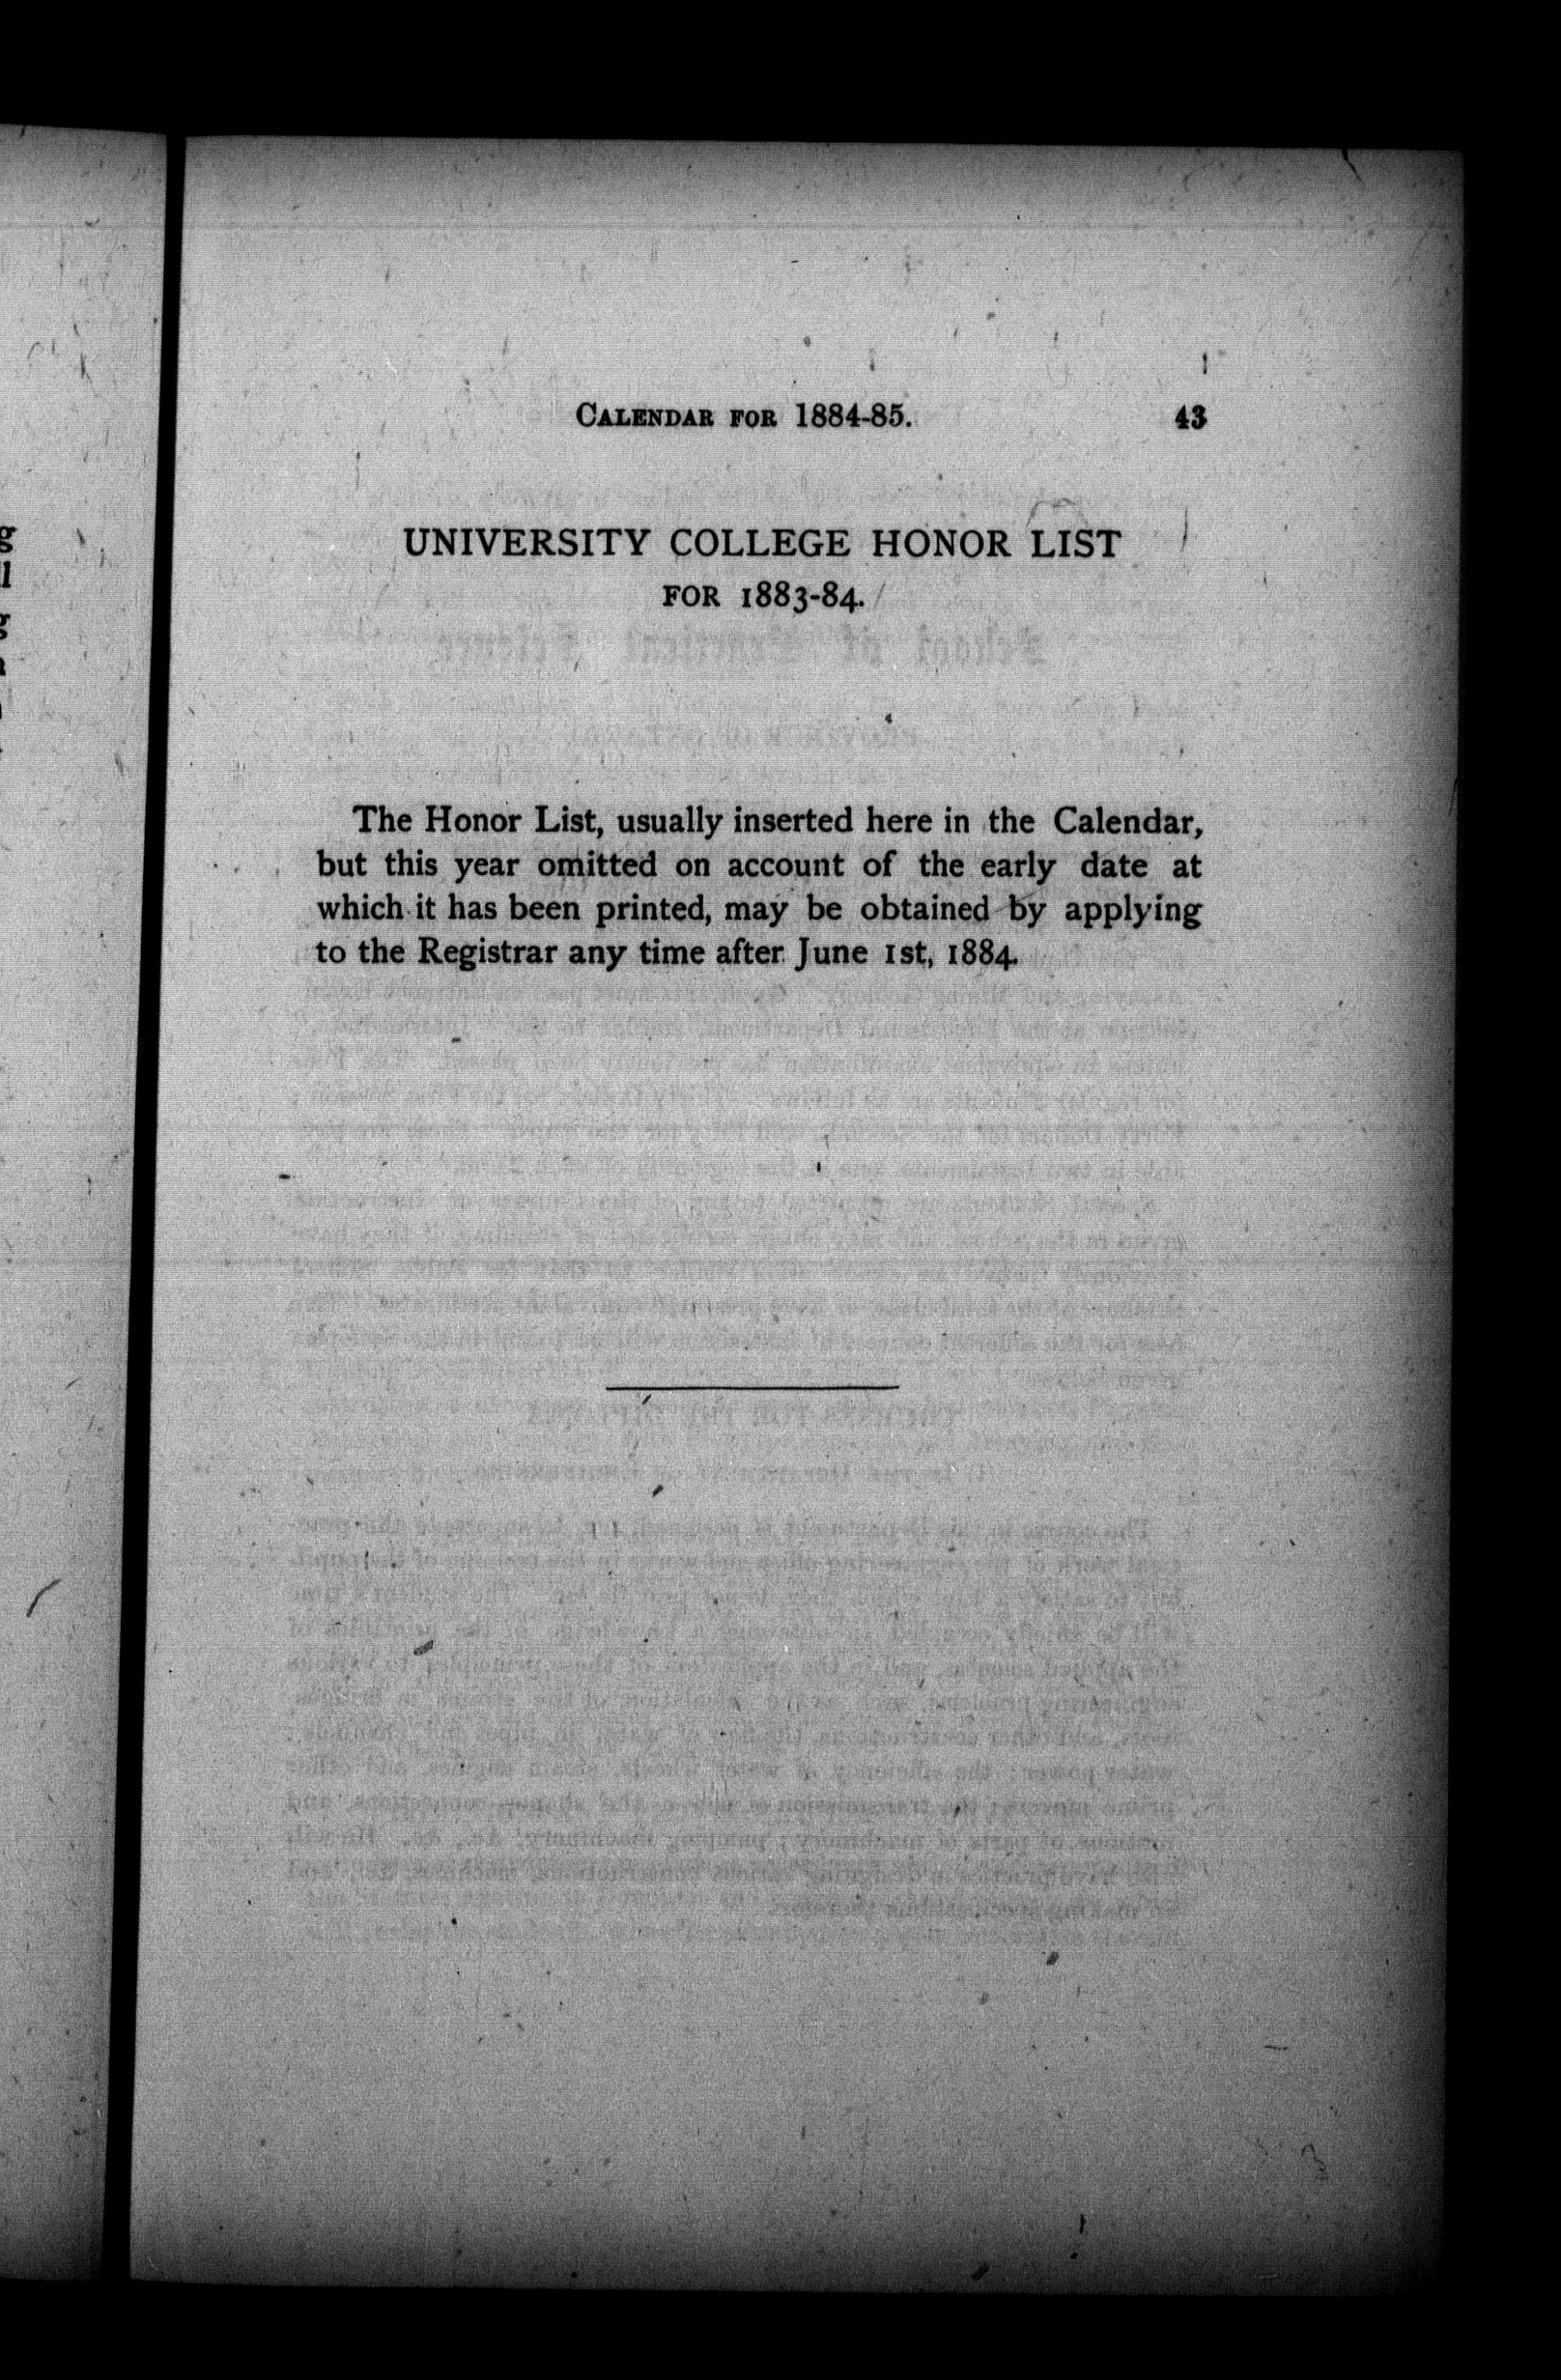 CALENDAR FOR 1884-85. 43
UNIVERSITY COLLEGE HONOR LIST
FOR 1883-84.
The Honor List, usually inserted here in the Calendar,
but this year omitted on account of the early date at
which it has been printed, may be obtained by applying
to the Registrar any time after June 1st, 1884.